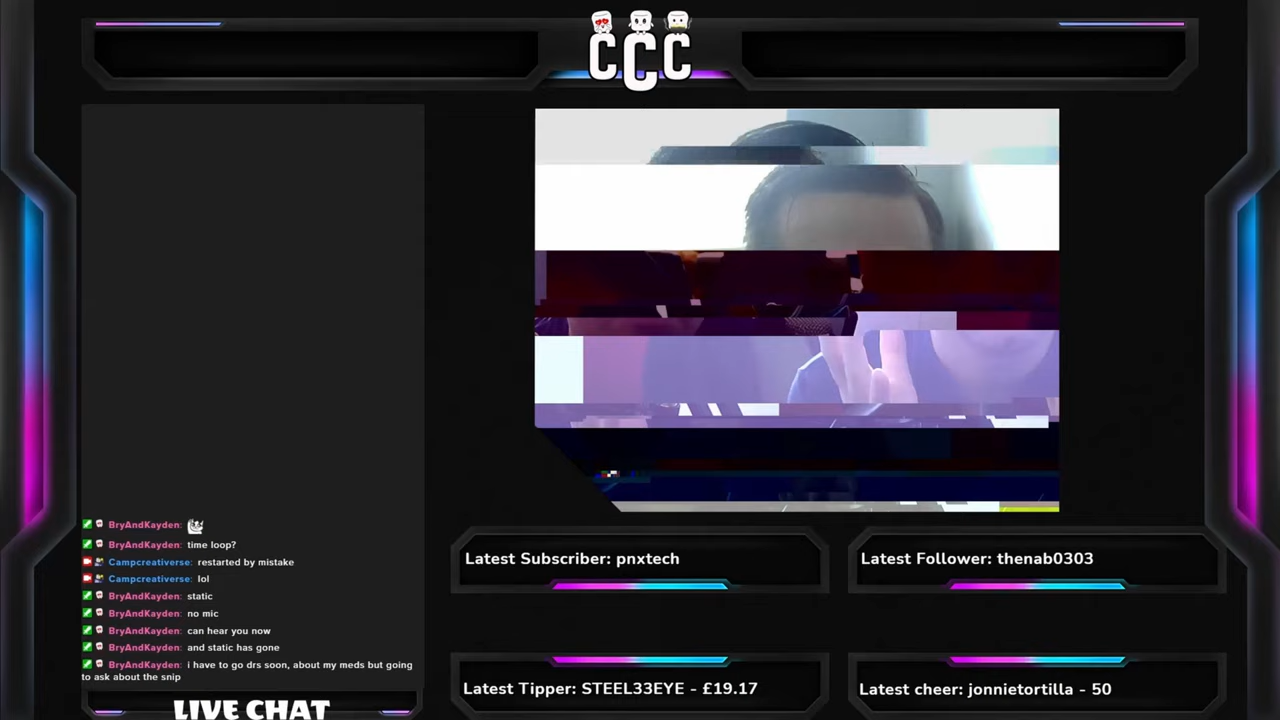 CCC
BryAndKayden:
BryAndKayden: time loop?
Campcreativerse: restarted by mistake
Campcreativerse: lol
BryAndKayden: static
BryAndKayden: no mic
BryAndKayden: can hear you now
BryAndKayden: and static has gone
BryAndKayden: i have to go drs soon, about my meds but going
to ask about the snip
LIVE CHAT
Latest Subscriber: pnxtech
Latest Follower: thenab0303
Latest Tipper: STEEL33EYE - £19.17
Latest cheer: jonnietortilla - 50